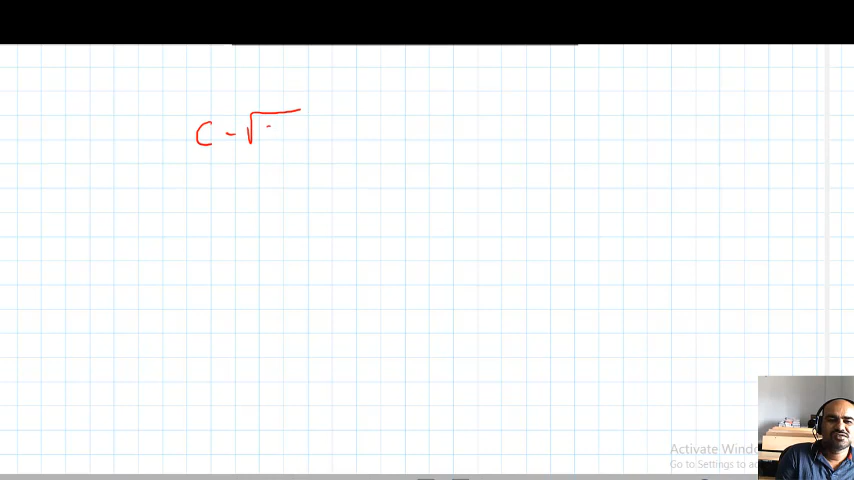 C - √
Activate Windo
Go to Settings to a